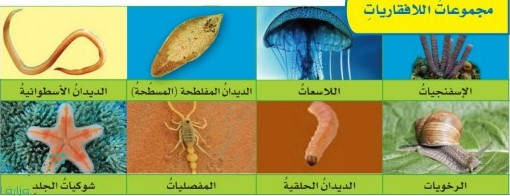 مجموعات اللافقاريات
الإسفنجيات
اللاسعات
الديدان المفلطحة (المسطحة)
الديدان الأسطوانية
الرخويات
الديدان الحلقية
المفصليات
شوكيات الجلد